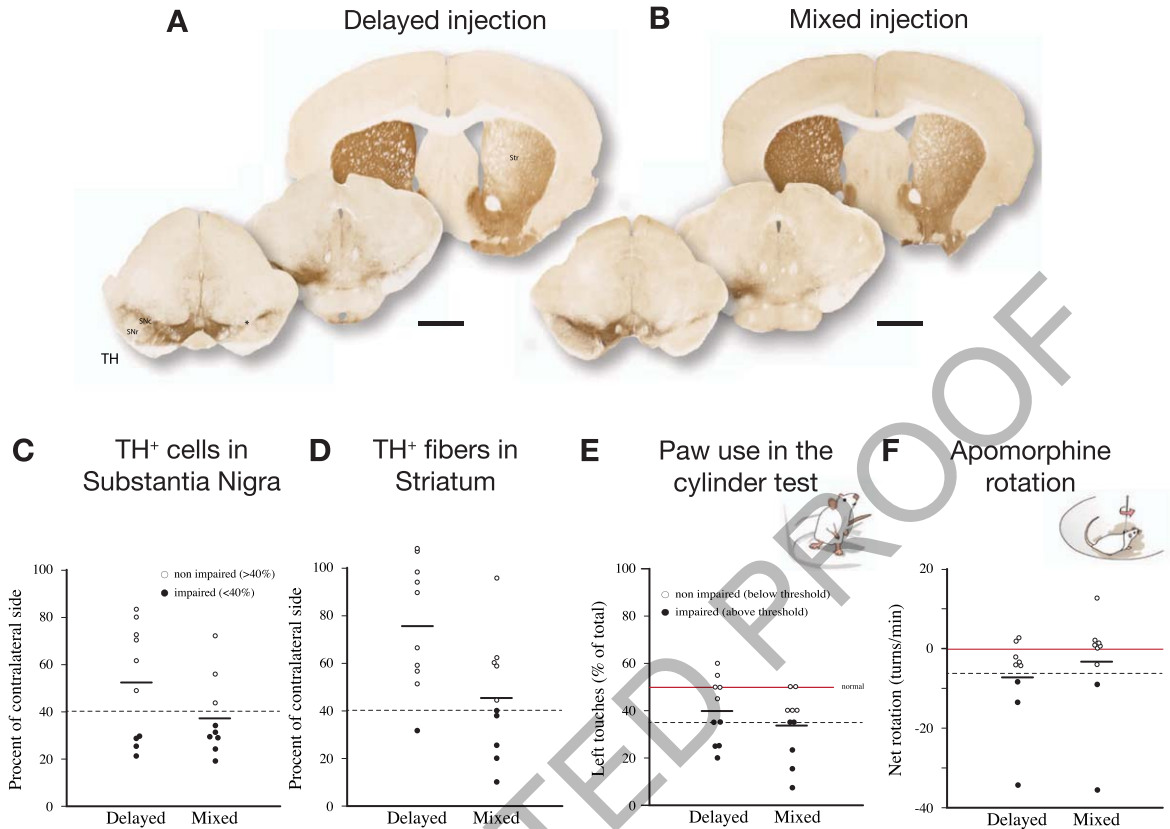 A Delayed injection
B Mixed injection
Str
SNc
SNr
*
TH
C TH⁺ cells in
Substantia Nigra
Procent of contralateral side
100
80
60
40
20
0
non impaired (>40%)
impaired (<40%)
Delayed Mixed
D TH⁺ fibers in
Striatum
Procent of contralateral side
100
80
60
40
20
0
Delayed Mixed
E Paw use in the
cylinder test
Left touches (% of total)
100
80
60
40
20
0
non impaired (below threshold)
impaired (above threshold)
normal
Delayed Mixed
F Apomorphine
rotation
Net rotation (turns/min)
20
0
-20
-40
Delayed Mixed
TED PROOF